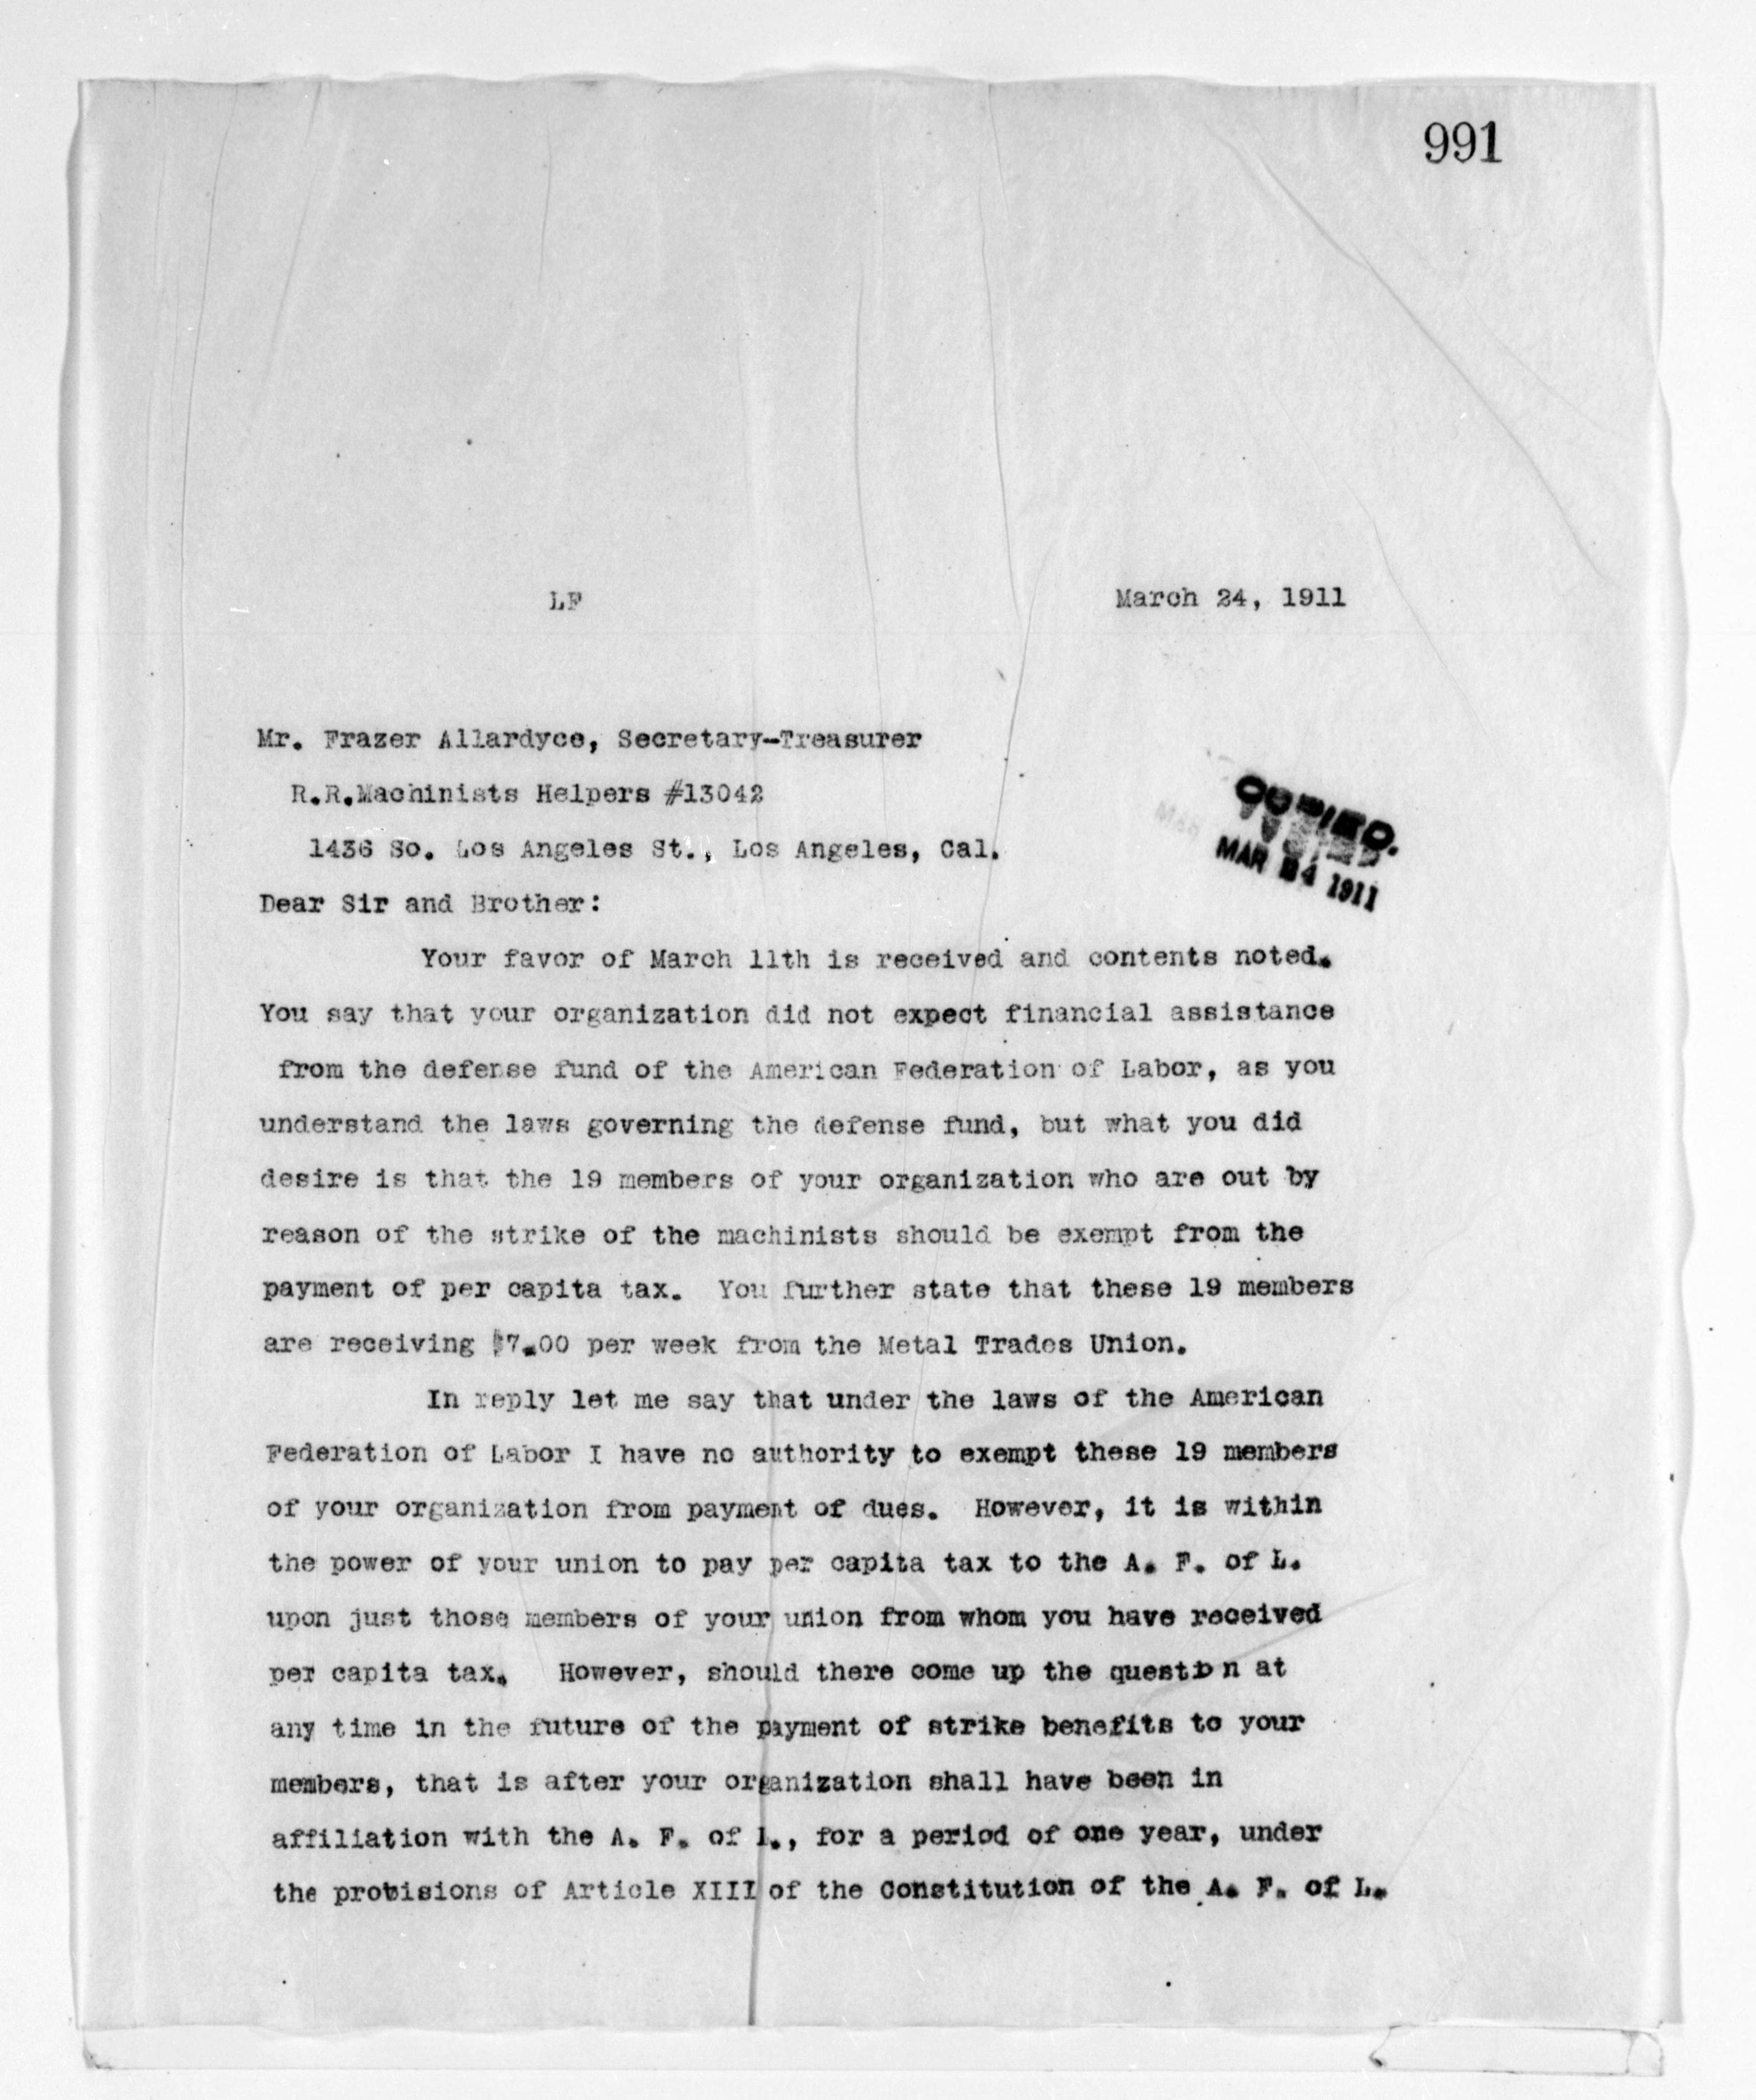 991
LF March 24, 1911
Mr. Frazer Allardyce, Secretary-Treasurer
R.R.Machinists Helpers #13042
1436 So. Los Angeles St., Los Angeles, Cal.
COPIED.
MAR 24 1911
Dear Sir and Brother:
Your favor of March 11th is received and contents noted.
You say that your organization did not expect financial assistance
from the defense fund of the American Federation of Labor, as you
understand the laws governing the defense fund, but what you did
desire is that the 19 members of your organization who are out by
reason of the strike of the machinists should be exempt from the
payment of per capita tax. You further state that these 19 members
are receiving $7.00 per week from the Metal Trades Union.
In reply let me say that under the laws of the American
Federation of Labor I have no authority to exempt these 19 members
of your organization from payment of dues. However, it is within
the power of your union to pay per capita tax to the A. F. of L.
upon just those members of your union from whom you have received
per capita tax. However, should there come up the question at
any time in the future of the payment of strike benefits to your
members, that is after your organization shall have been in
affiliation with the A. F. of L., for a period of one year, under
the provisions of Article XIII of the Constitution of the A. F. of L.